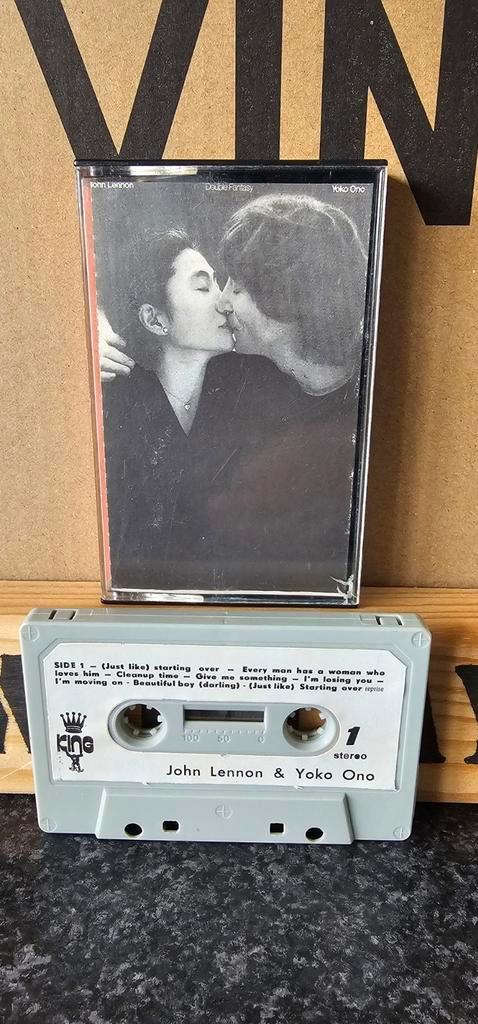 VIN
John Lennon Double Fantasy Yoko Ono
SIDE 1 — (Just like) starting over — Every man has a woman who
loves him — Cleanup time — Give me something — I'm losing you —
I'm moving on - Beautiful boy (darling) - (Just like) Starting over reprise
KING
100 50 0
1
stereo
John Lennon & Yoko Ono